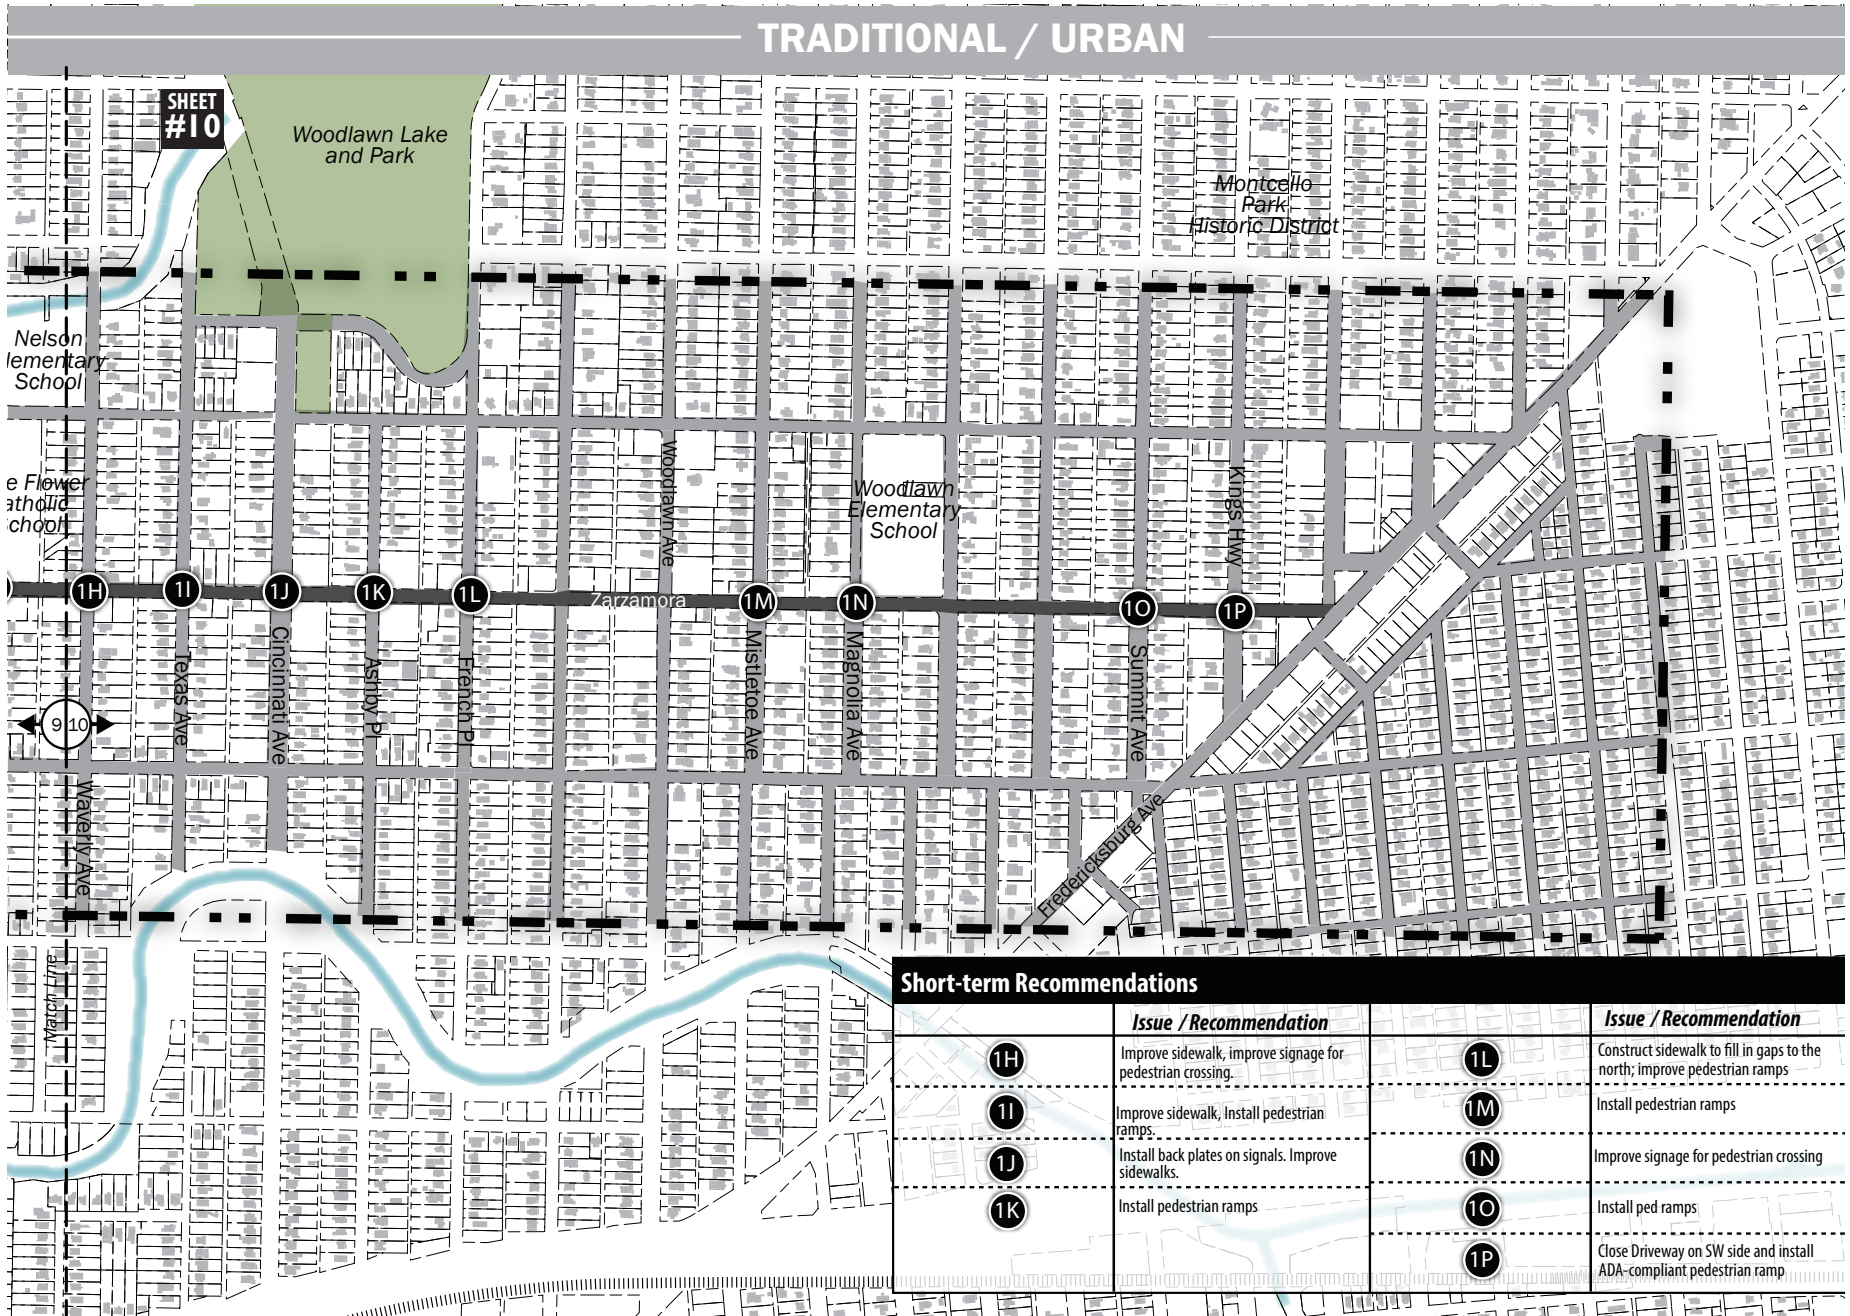 TRADITIONAL / URBAN
SHEET
#10
Woodlawn Lake
and Park
Montcello
Park
Historic District
Nelson
lementary
School
e Flower
atholic
chool
Woodlawn Ave
Woodlawn
Elementary
School
Kings Hwy
1H
1I
1J
1K
1L
Zarzamora
1M
1N
1O
1P
Texas Ave
Cincinnati Ave
Ashby Pl
French Pl
Mistletoe Ave
Magnolia Ave
Summit Ave
9 10
Waverly Ave
Fredericksburg Ave
Match Line
Short-term Recommendations
Issue / Recommendation
1H
Improve sidewalk, improve signage for
pedestrian crossing.
1I
Improve sidewalk, Install pedestrian
ramps.
1J
Install back plates on signals. Improve
sidewalks.
1K
Install pedestrian ramps
Issue / Recommendation
1L
Construct sidewalk to fill in gaps to the
north; improve pedestrian ramps
1M
Install pedestrian ramps
1N
Improve signage for pedestrian crossing
1O
Install ped ramps
1P
Close Driveway on SW side and install
ADA-compliant pedestrian ramp